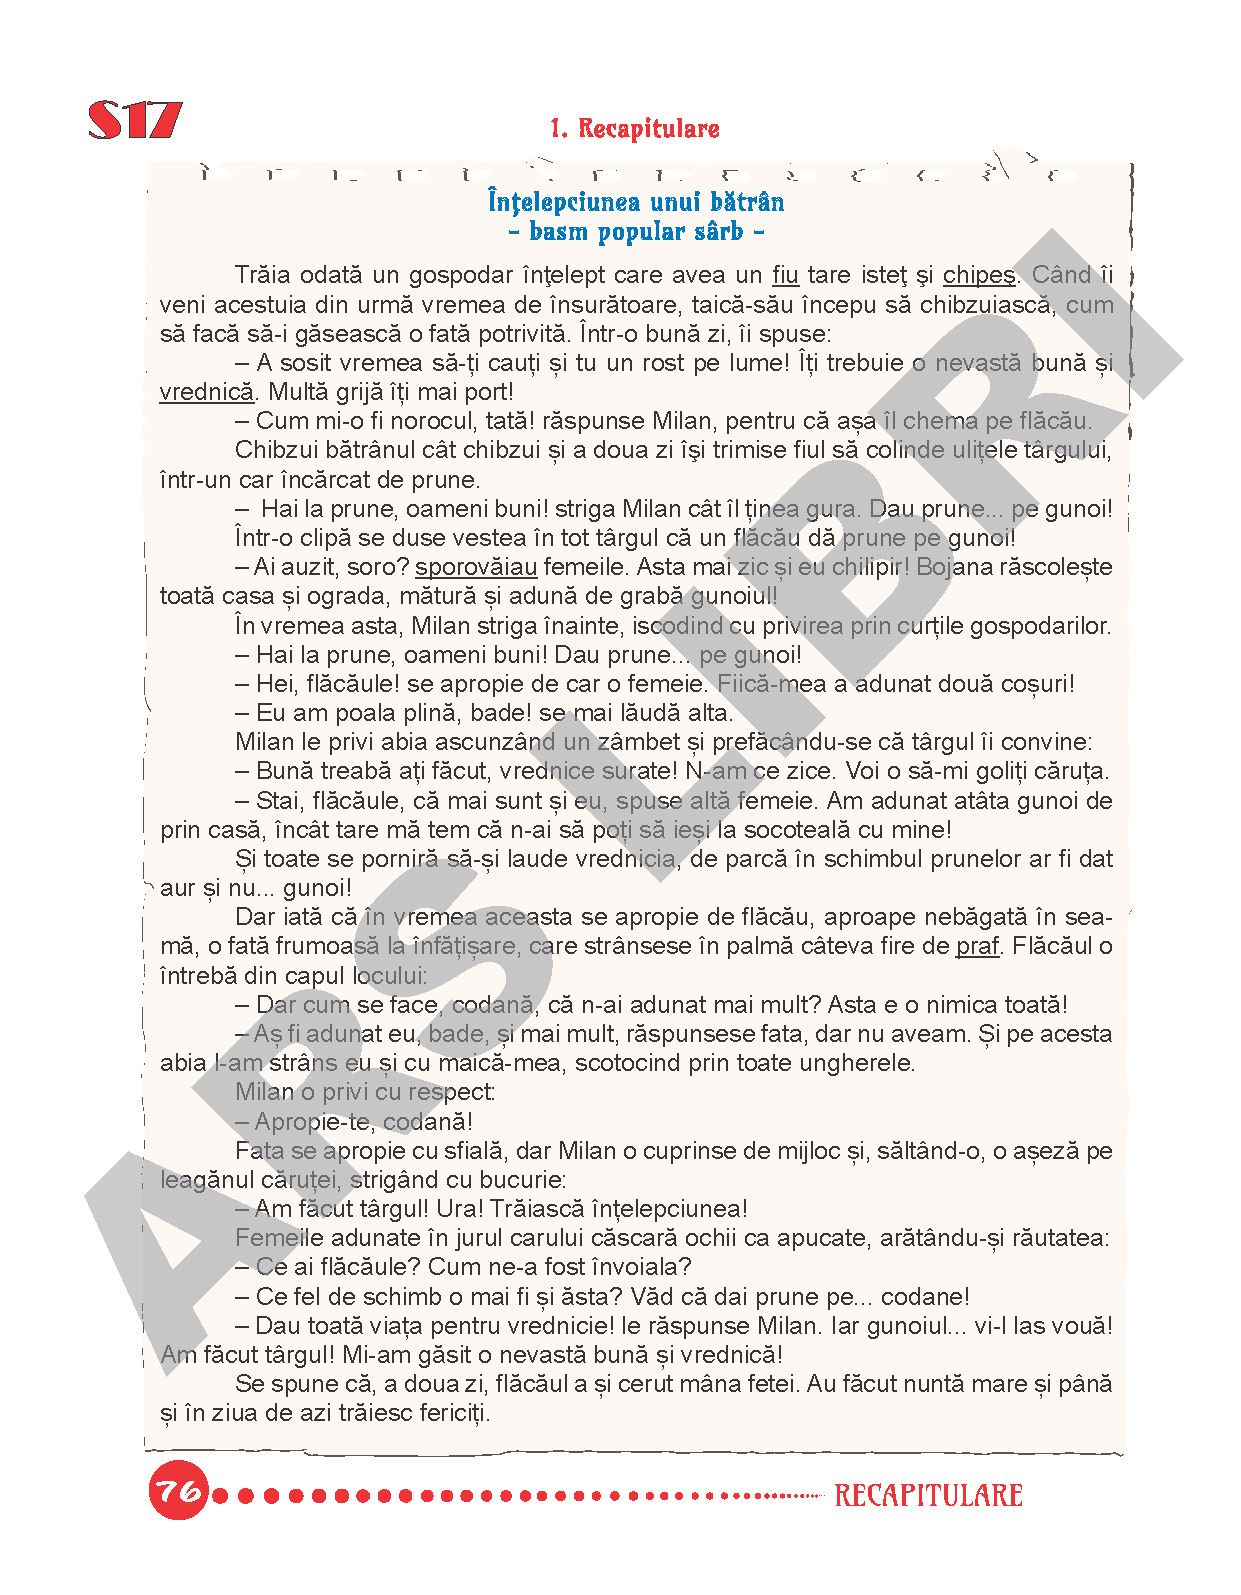 S17
1. Recapitulare
Înţelepciunea unui bătrân
- basm popular sârb -
Trăia odată un gospodar înţelept care avea un fiu tare isteţ şi chipeș. Când îi
veni acestuia din urmă vremea de însurătoare, taică-său începu să chibzuiască, cum
să facă să-i găsească o fată potrivită. Într-o bună zi, îi spuse:
– A sosit vremea să-ți cauți și tu un rost pe lume! Îți trebuie o nevastă bună și
vrednică. Multă grijă îți mai port!
– Cum mi-o fi norocul, tată! răspunse Milan, pentru că așa îl chema pe flăcău.
Chibzui bătrânul cât chibzui și a doua zi îşi trimise fiul să colinde ulițele târgului,
într-un car încărcat de prune.
– Hai la prune, oameni buni! striga Milan cât îl ținea gura. Dau prune... pe gunoi!
Într-o clipă se duse vestea în tot târgul că un flăcău dă prune pe gunoi!
– Ai auzit, soro? sporovăiau femeile. Asta mai zic și eu chilipir! Bojana răscolește
toată casa și ograda, mătură și adună de grabă gunoiul!
În vremea asta, Milan striga înainte, iscodind cu privirea prin curțile gospodarilor.
– Hai la prune, oameni buni! Dau prune... pe gunoi!
– Hei, flăcăule! se apropie de car o femeie. Fiică-mea a adunat două coșuri!
– Eu am poala plină, bade! se mai lăudă alta.
Milan le privi abia ascunzând un zâmbet și prefăcându-se că târgul îi convine:
– Bună treabă ați făcut, vrednice surate! N-am ce zice. Voi o să-mi goliți căruța.
– Stai, flăcăule, că mai sunt și eu, spuse altă femeie. Am adunat atâta gunoi de
prin casă, încât tare mă tem că n-ai să poți să ieși la socoteală cu mine!
Și toate se porniră să-și laude vrednicia, de parcă în schimbul prunelor ar fi dat
aur și nu... gunoi!
Dar iată că în vremea aceasta se apropie de flăcău, aproape nebăgată în sea-
mă, o fată frumoasă la înfățișare, care strânsese în palmă câteva fire de praf. Flăcăul o
întrebă din capul locului:
– Dar cum se face, codană, că n-ai adunat mai mult? Asta e o nimica toată!
– Aș fi adunat eu, bade, și mai mult, răspunsese fata, dar nu aveam. Și pe acesta
abia l-am strâns eu și cu maică-mea, scotocind prin toate ungherele.
Milan o privi cu respect:
– Apropie-te, codană!
Fata se apropie cu sfială, dar Milan o cuprinse de mijloc și, săltând-o, o așeză pe
leagănul căruței, strigând cu bucurie:
– Am făcut târgul! Ura! Trăiască înțelepciunea!
Femeile adunate în jurul carului căscară ochii ca apucate, arătându-și răutatea:
– Ce ai flăcăule? Cum ne-a fost învoiala?
– Ce fel de schimb o mai fi și ăsta? Văd că dai prune pe... codane!
– Dau toată viața pentru vrednicie! le răspunse Milan. Iar gunoiul... vi-l las vouă!
Am făcut târgul! Mi-am găsit o nevastă bună și vrednică!
Se spune că, a doua zi, flăcăul a și cerut mâna fetei. Au făcut nuntă mare și până
și în ziua de azi trăiesc fericiți.
76
RECAPITULARE
ARS LIBRI